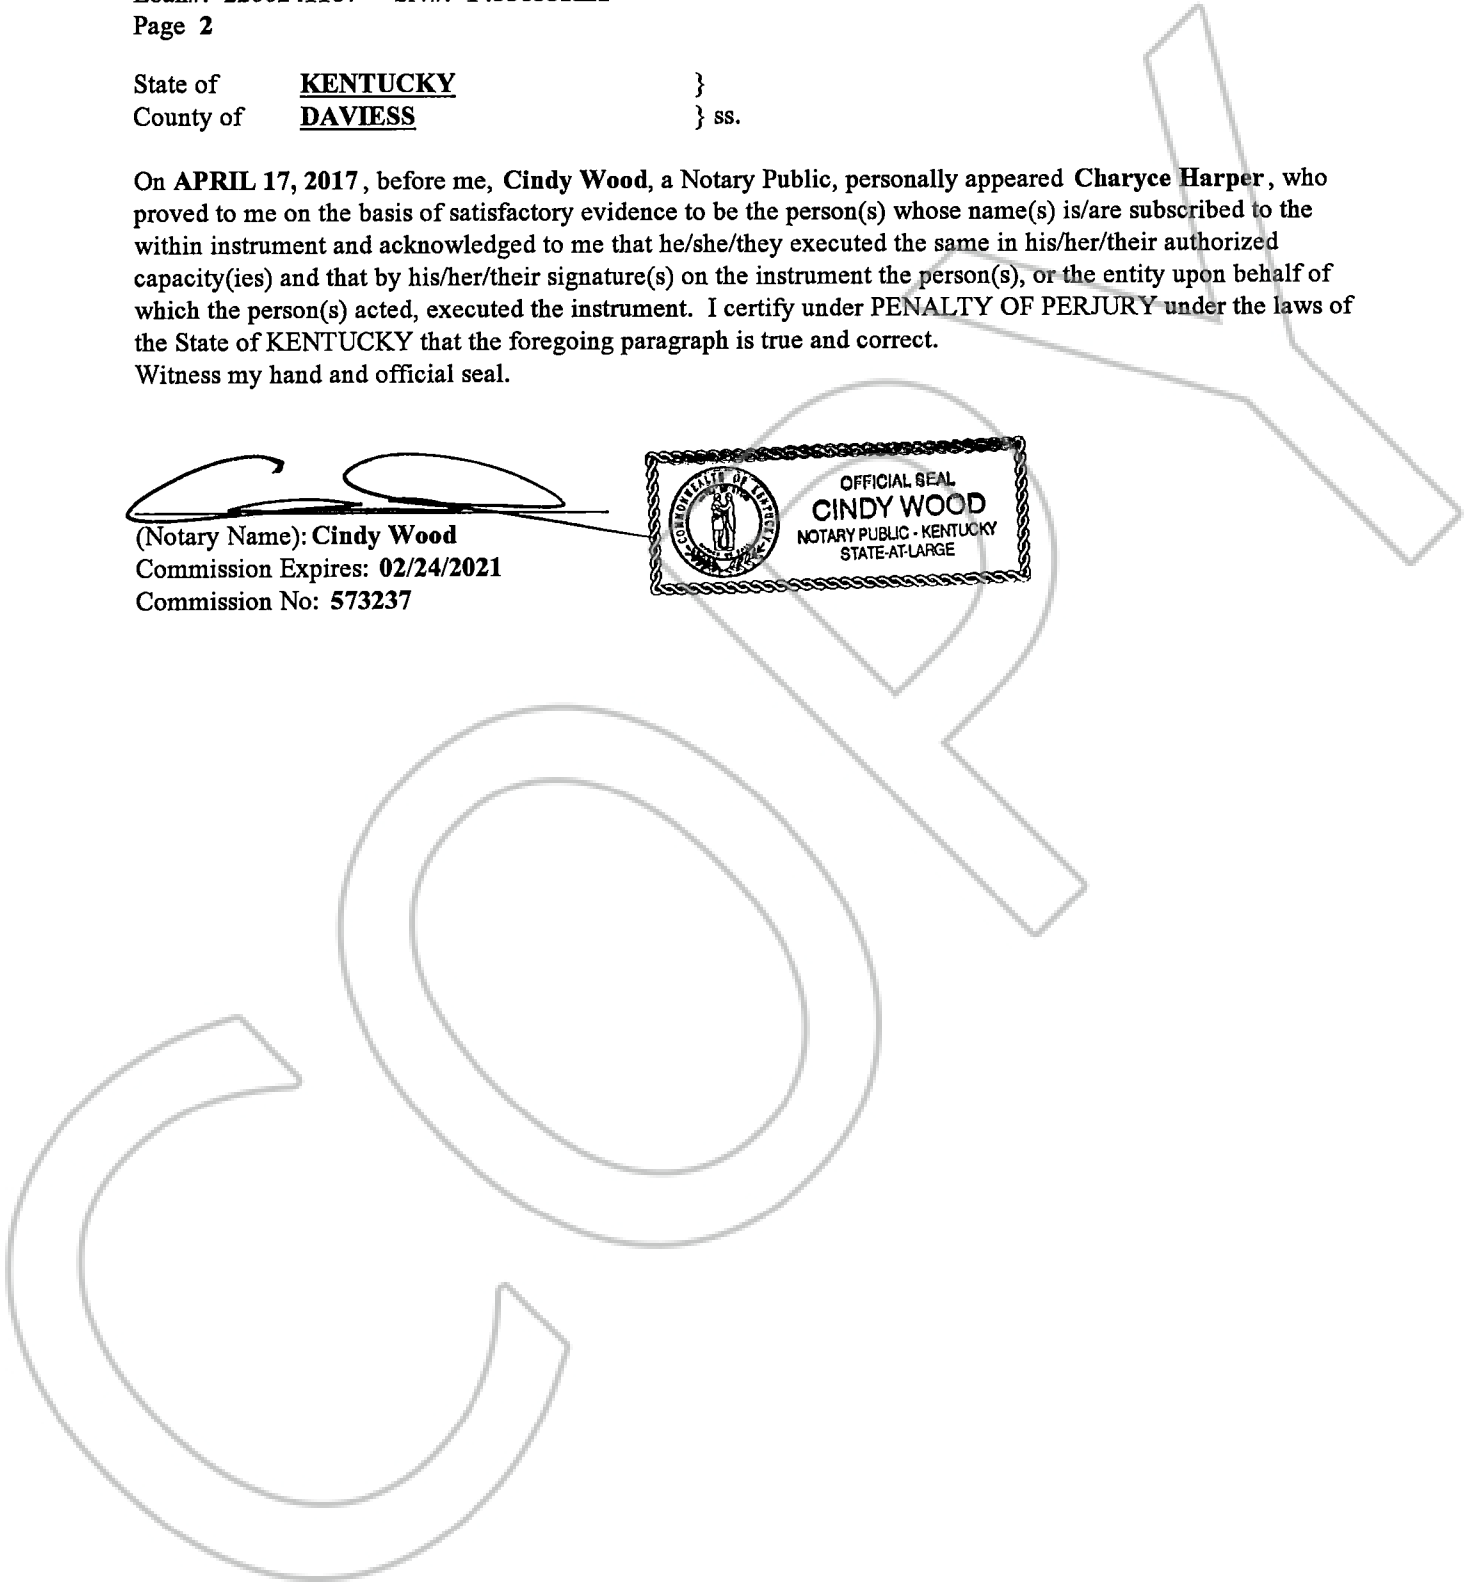 Page 2
State of KENTUCKY }
County of DAVIESS } ss.
On APRIL 17, 2017, before me, Cindy Wood, a Notary Public, personally appeared Charyce Harper, who
proved to me on the basis of satisfactory evidence to be the person(s) whose name(s) is/are subscribed to the
within instrument and acknowledged to me that he/she/they executed the same in his/her/their authorized
capacity(ies) and that by his/her/their signature(s) on the instrument the person(s), or the entity upon behalf of
which the person(s) acted, executed the instrument. I certify under PENALTY OF PERJURY under the laws of
the State of KENTUCKY that the foregoing paragraph is true and correct.
Witness my hand and official seal.
(Notary Name): Cindy Wood
Commission Expires: 02/24/2021
Commission No: 573237
COMMONWEALTH OF KENTUCKY
OFFICIAL SEAL
CINDY WOOD
NOTARY PUBLIC - KENTUCKY
STATE-AT-LARGE
COPY